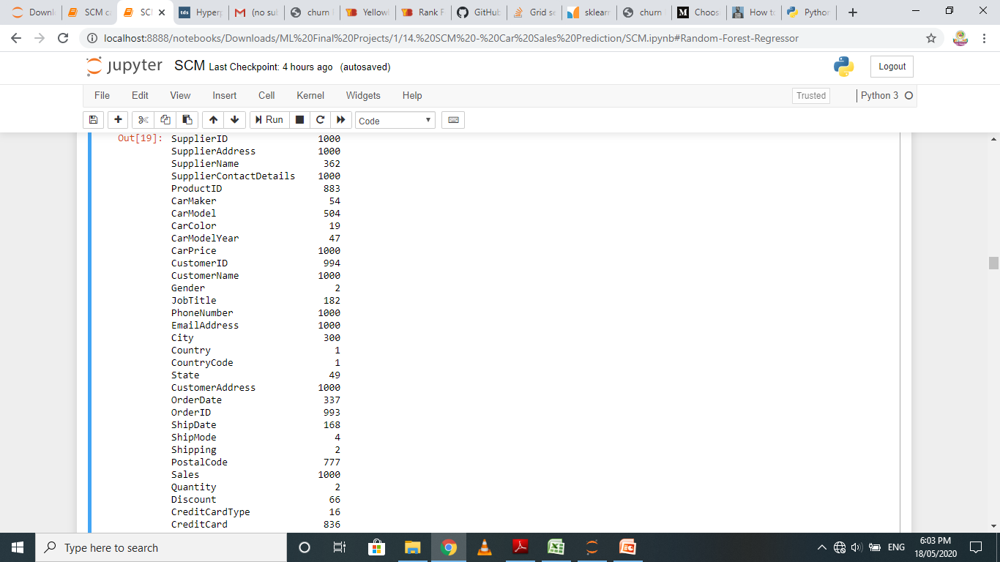 Downl
SCM ca
SC
Hyperp
(no sub
churn
Yellowl
Rank F
GitHub
Grid se
sklearn
churn
Choos
How to
Python
localhost:8888/notebooks/Downloads/ML%20Final%20Projects/1/14.%20SCM%20-%20Car%20Sales%20Prediction/SCM.ipynb#Random-Forest-Regressor
jupyter SCM Last Checkpoint: 4 hours ago (autosaved)
Logout
File Edit View Insert Cell Kernel Widgets Help
Trusted
Python 3
Run
Code
Out[19]: SupplierID 1000
SupplierAddress 1000
SupplierName 362
SupplierContactDetails 1000
ProductID 883
CarMaker 54
CarModel 504
CarColor 19
CarModelYear 47
CarPrice 1000
CustomerID 994
CustomerName 1000
Gender 2
JobTitle 182
PhoneNumber 1000
EmailAddress 1000
City 300
Country 1
CountryCode 1
State 49
CustomerAddress 1000
OrderDate 337
OrderID 993
ShipDate 168
ShipMode 4
Shipping 2
PostalCode 777
Sales 1000
Quantity 2
Discount 66
CreditCardType 16
CreditCard 836
Type here to search
ENG
6:03 PM
18/05/2020